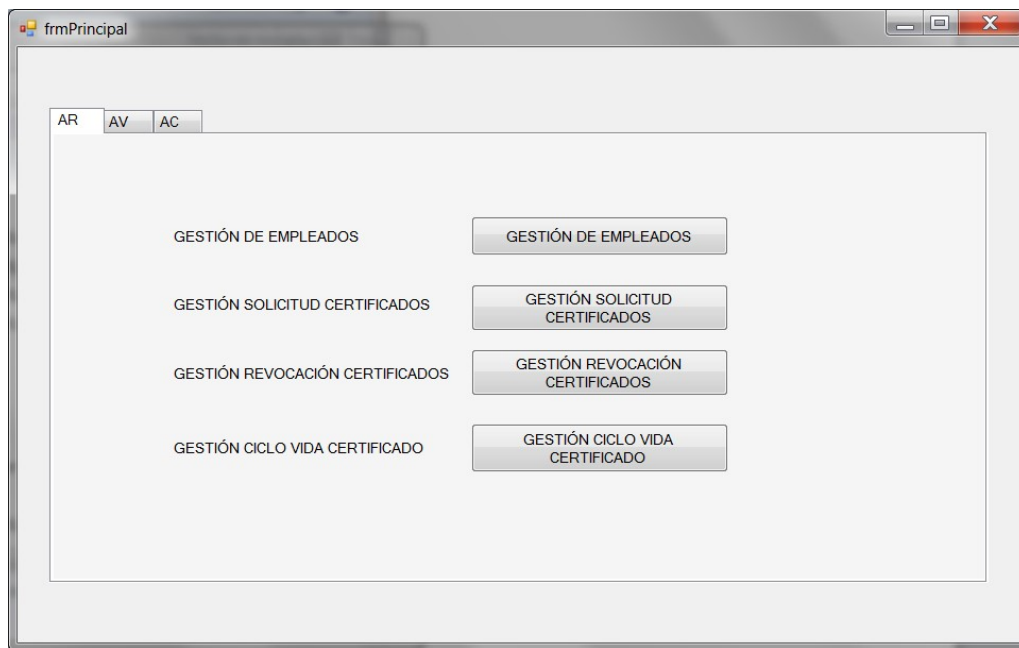 frmPrincipal
AR AV AC
GESTIÓN DE EMPLEADOS GESTIÓN DE EMPLEADOS
GESTIÓN SOLICITUD CERTIFICADOS
GESTIÓN SOLICITUD
CERTIFICADOS
GESTIÓN REVOCACIÓN CERTIFICADOS
GESTIÓN REVOCACIÓN
CERTIFICADOS
GESTIÓN CICLO VIDA CERTIFICADO
GESTIÓN CICLO VIDA
CERTIFICADO